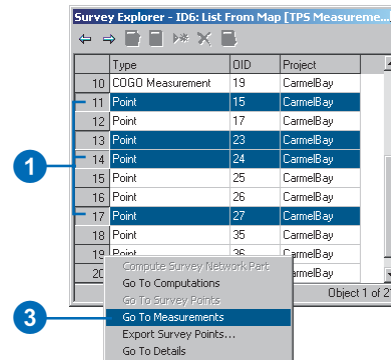 Survey Explorer - ID6: List From Map [TPS Measureme...
Type OID Project
10 COGO Measurement 19 CarmelBay
11 Point 15 CarmelBay
12 Point 17 CarmelBay
13 Point 23 CarmelBay
14 Point 24 CarmelBay
15 Point 25 CarmelBay
16 Point 26 CarmelBay
17 Point 27 CarmelBay
18 Point 35 CarmelBay
19 Point 36 CarmelBay
armelBay
Object 1 of 2
Compute Survey Network Part
Go To Computations
Go To Survey Points
Go To Measurements
Export Survey Points...
Go To Details
1
3